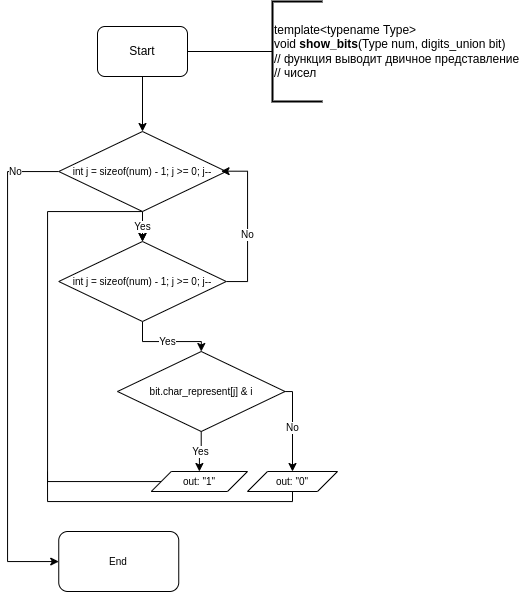 template<typename Type>
Start
void show_bits(Type num, digits_union bit)
// функция выводит двичное представление
// чисел
No
int j = sizeof(num) - 1; j >= 0; j--
Yes
No
int j = sizeof(num) - 1; j >= 0; j--
Yes
bit.char_represent[j] & i
No
Yes
out: "1"
out: "0"
End